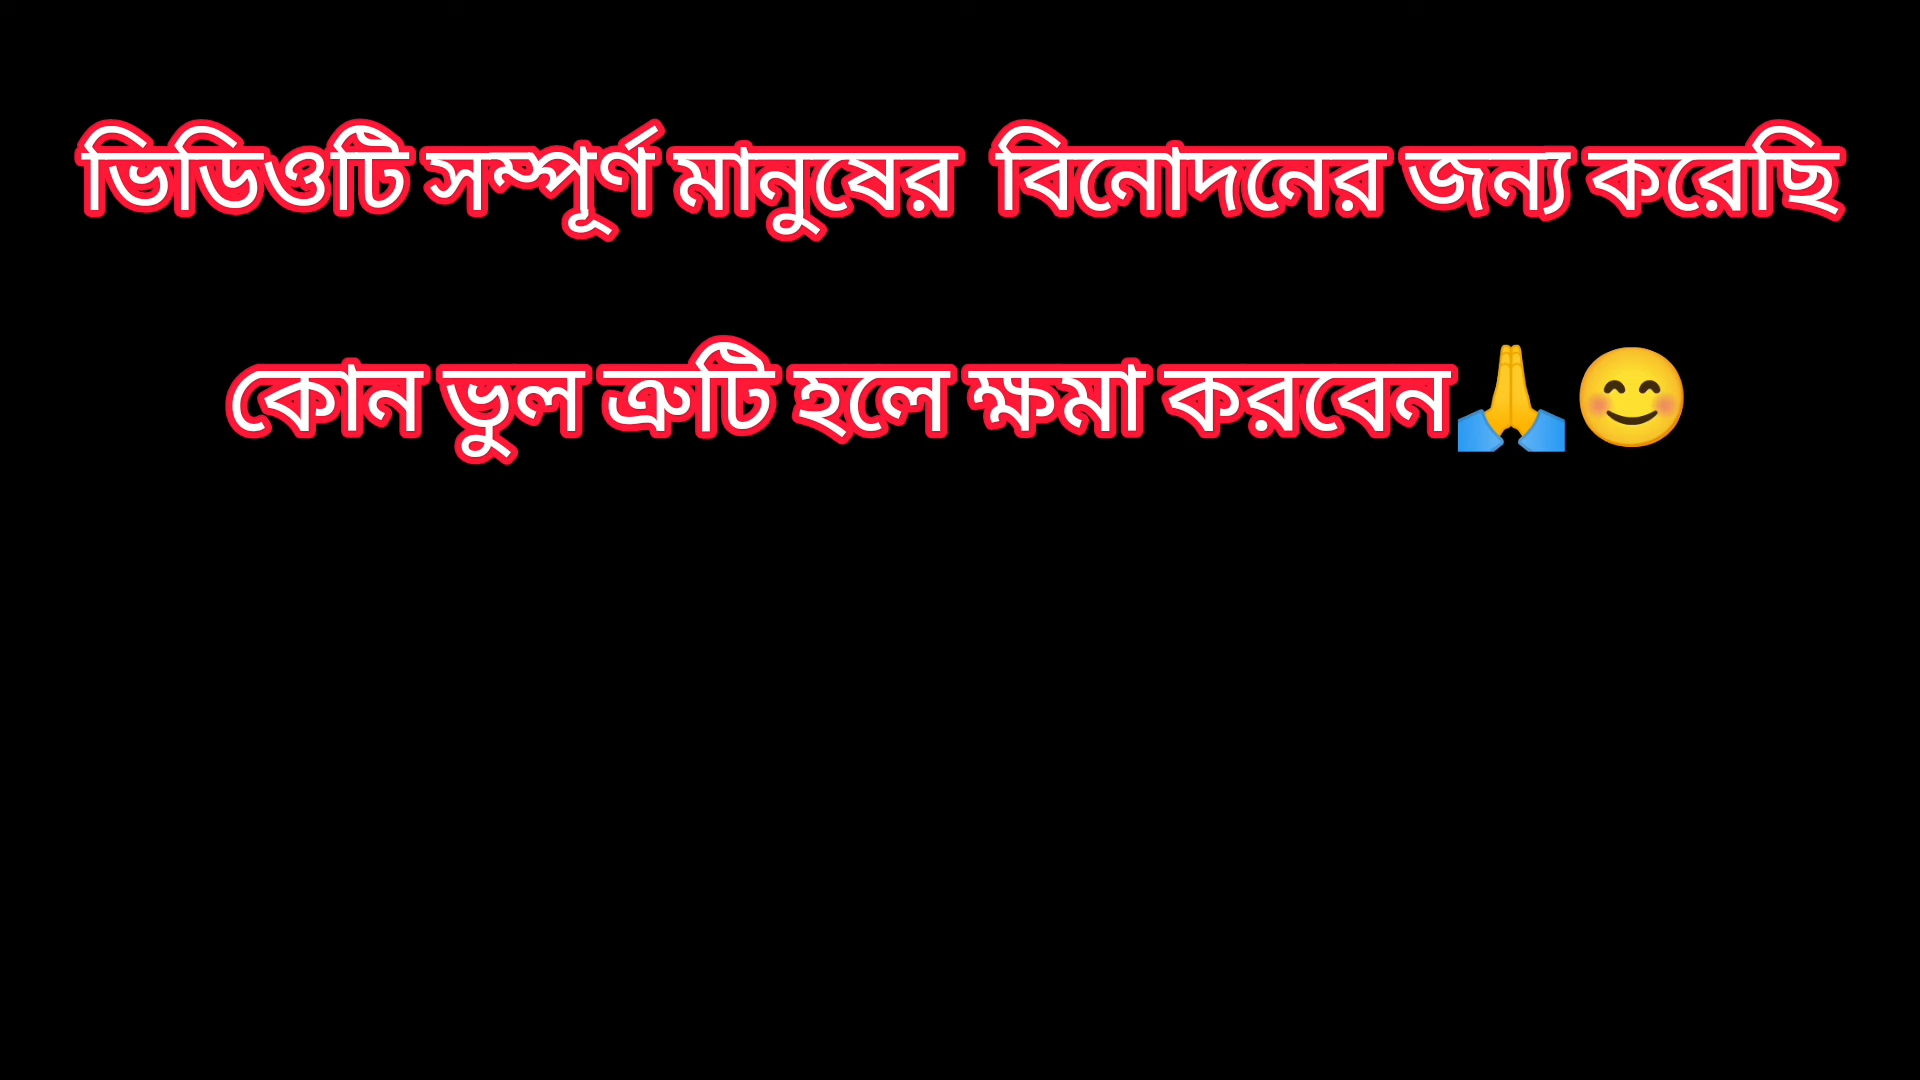 ভিডিওটি সম্পূর্ণ মানুষের  বিনোদনের জন্য করেছি
কোন ভুল ত্রুটি হলে ক্ষমা করবেন🙏😊